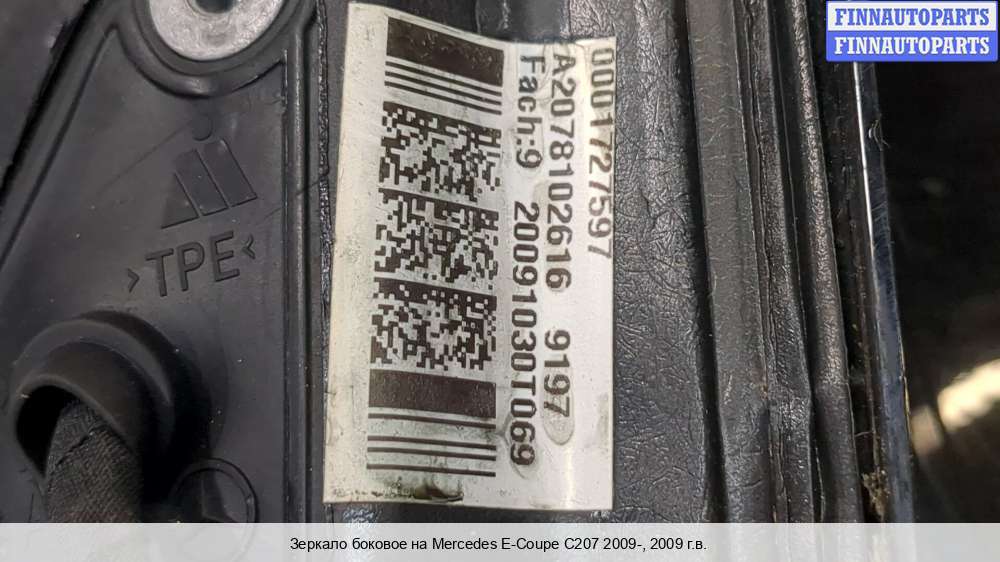 FINNAUTOPARTS
FINNAUTOPARTS
0001727597
A2078102616 9197
Fach:9 20091030T069
>TPE<
Зеркало боковое на Mercedes E-Coupe C207 2009-, 2009 г.в.